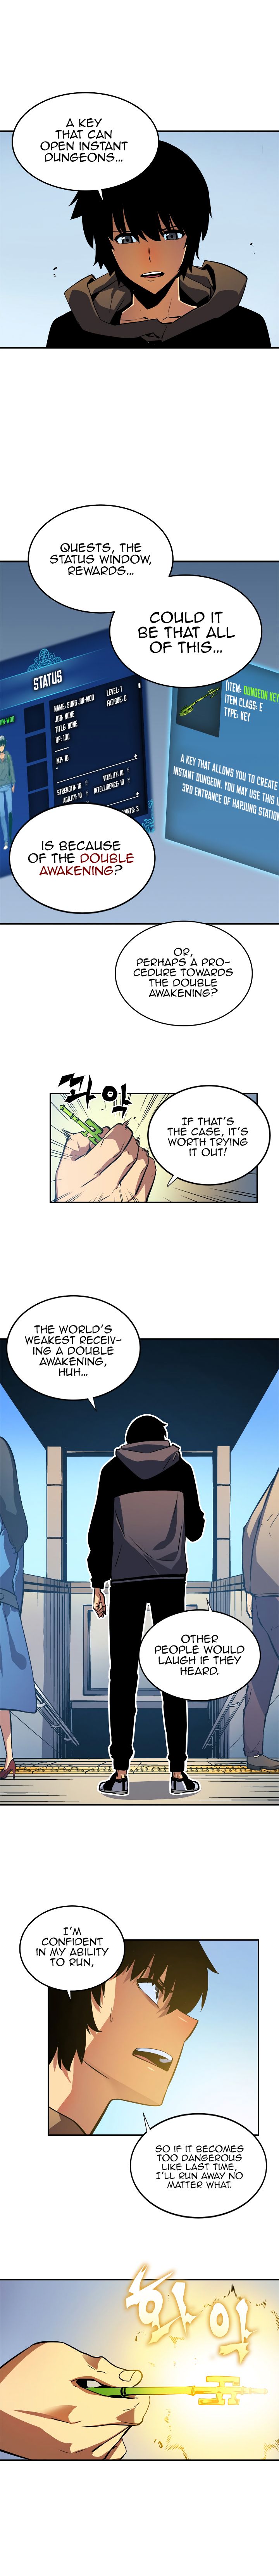 A KEY
THAT CAN
OPEN INSTANT
DUNGEONS...
QUESTS, THE
STATUS WINDOW,
REWARDS...
COULD IT
BE THAT ALL
OF THIS...
STATUS
NAME: SUNG JIN-WOO
LEVEL: 1
JOB: NONE
FATIGUE: 0
TITLE: NONE
HP: 100
MP: 10
STRENGTH: 16
VITALITY: 10
AGILITY: 10
INTELLIGENCE: 10
[ITEM: DUNGEON KEY
ITEM CLASS: E
TYPE: KEY
A KEY THAT ALLOWS YOU TO CREATE
INSTANT DUNGEON. YOU MAY USE THIS
3RD ENTRANCE OF HAPJUNG STATION
IS BECAUSE
OF THE DOUBLE
AWAKENING?
OR,
PERHAPS A PRO-
CEDURE TOWARDS
THE DOUBLE
AWAKENING?
콰악
IF THAT'S
THE CASE, IT'S
WORTH TRYING
IT OUT!
THE WORLD'S
WEAKEST RECEIV-
ING A DOUBLE
AWAKENING,
HUH...
OTHER
PEOPLE WOULD
LAUGH IF THEY
HEARD.
I'M
CONFIDENT
IN MY ABILITY
TO RUN,
SO IF IT BECOMES
TOO DANGEROUS
LIKE LAST TIME,
I'LL RUN AWAY NO
MATTER WHAT.
화악